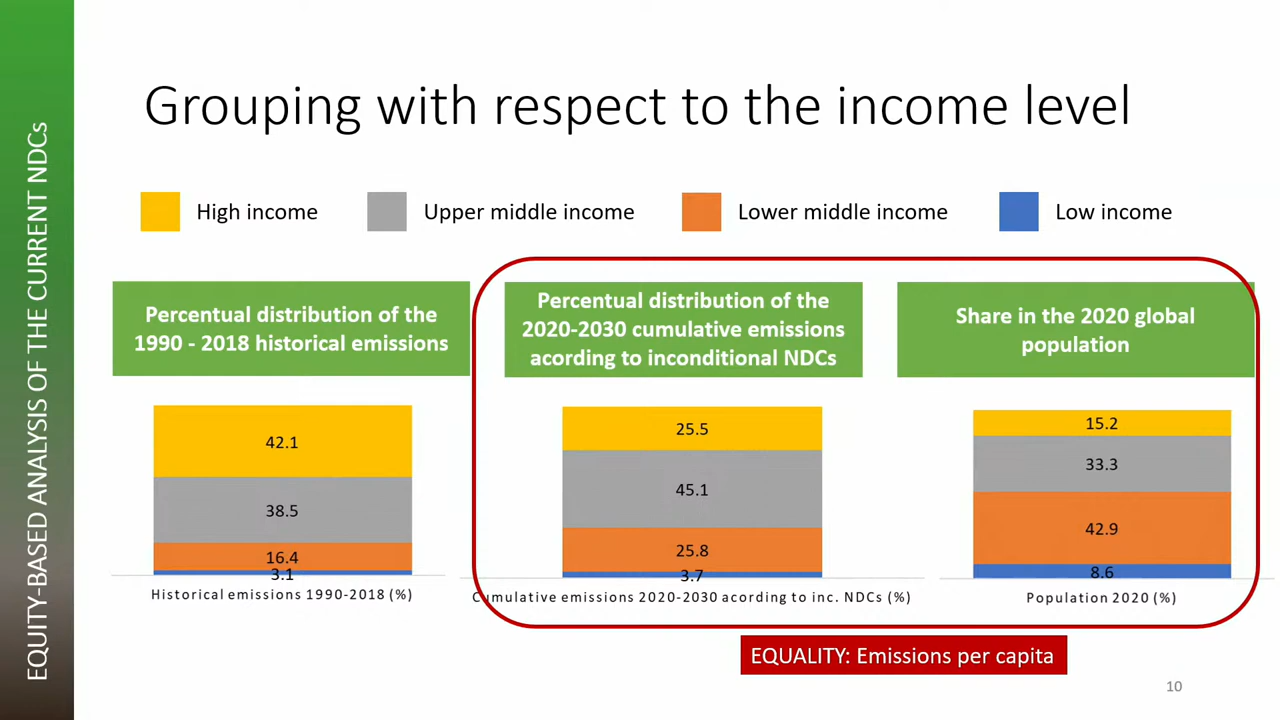 EQUITY-BASED ANALYSIS OF THE CURRENT NDCs
Grouping with respect to the income level
High income
Upper middle income
Lower middle income
Low income
Percentual distribution of the
1990 - 2018 historical emissions
Percentual distribution of the
2020-2030 cumulative emissions
acording to inconditional NDCs
Share in the 2020 global
population
42.1
38.5
16.4
3.1
Historical emissions 1990-2018 (%)
25.5
45.1
25.8
3.7
Cumulative emissions 2020-2030 acording to inc. NDCs (%)
15.2
33.3
42.9
8.6
Population 2020 (%)
EQUALITY: Emissions per capita
10